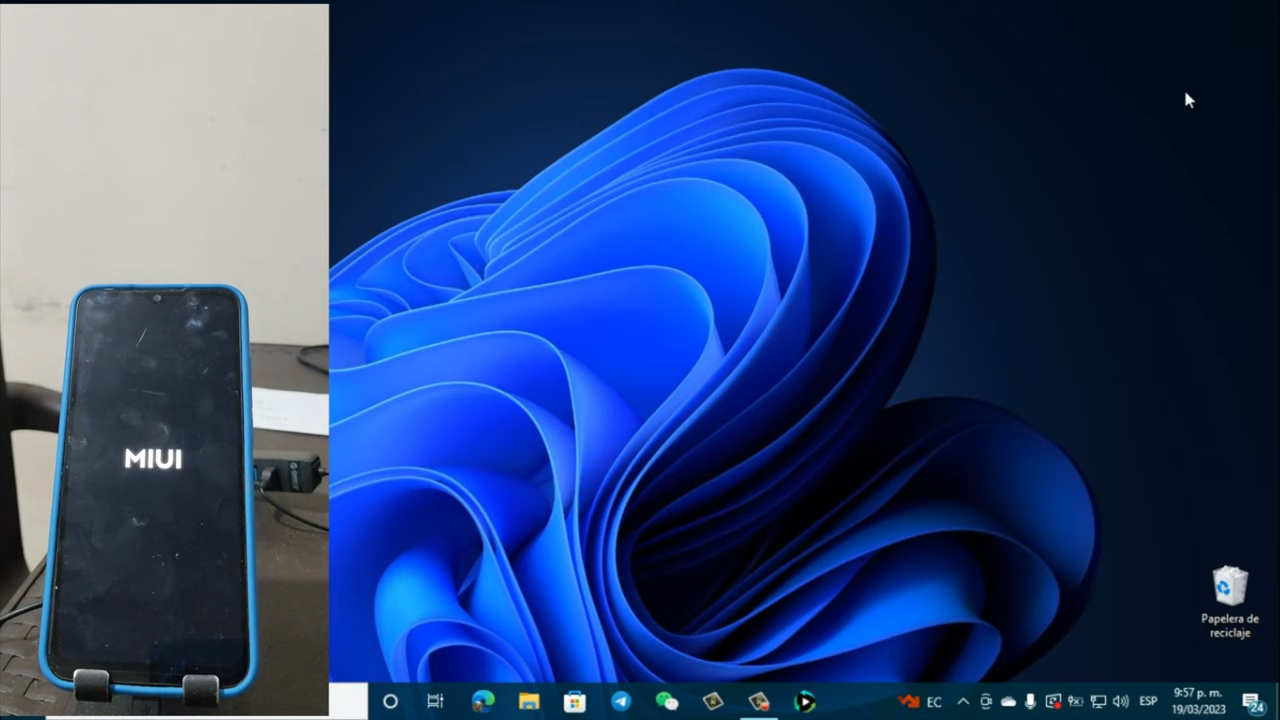 MIUI
Papelera de
reciclaje
EC
ESP
9:57 p. m.
19/03/2023
24